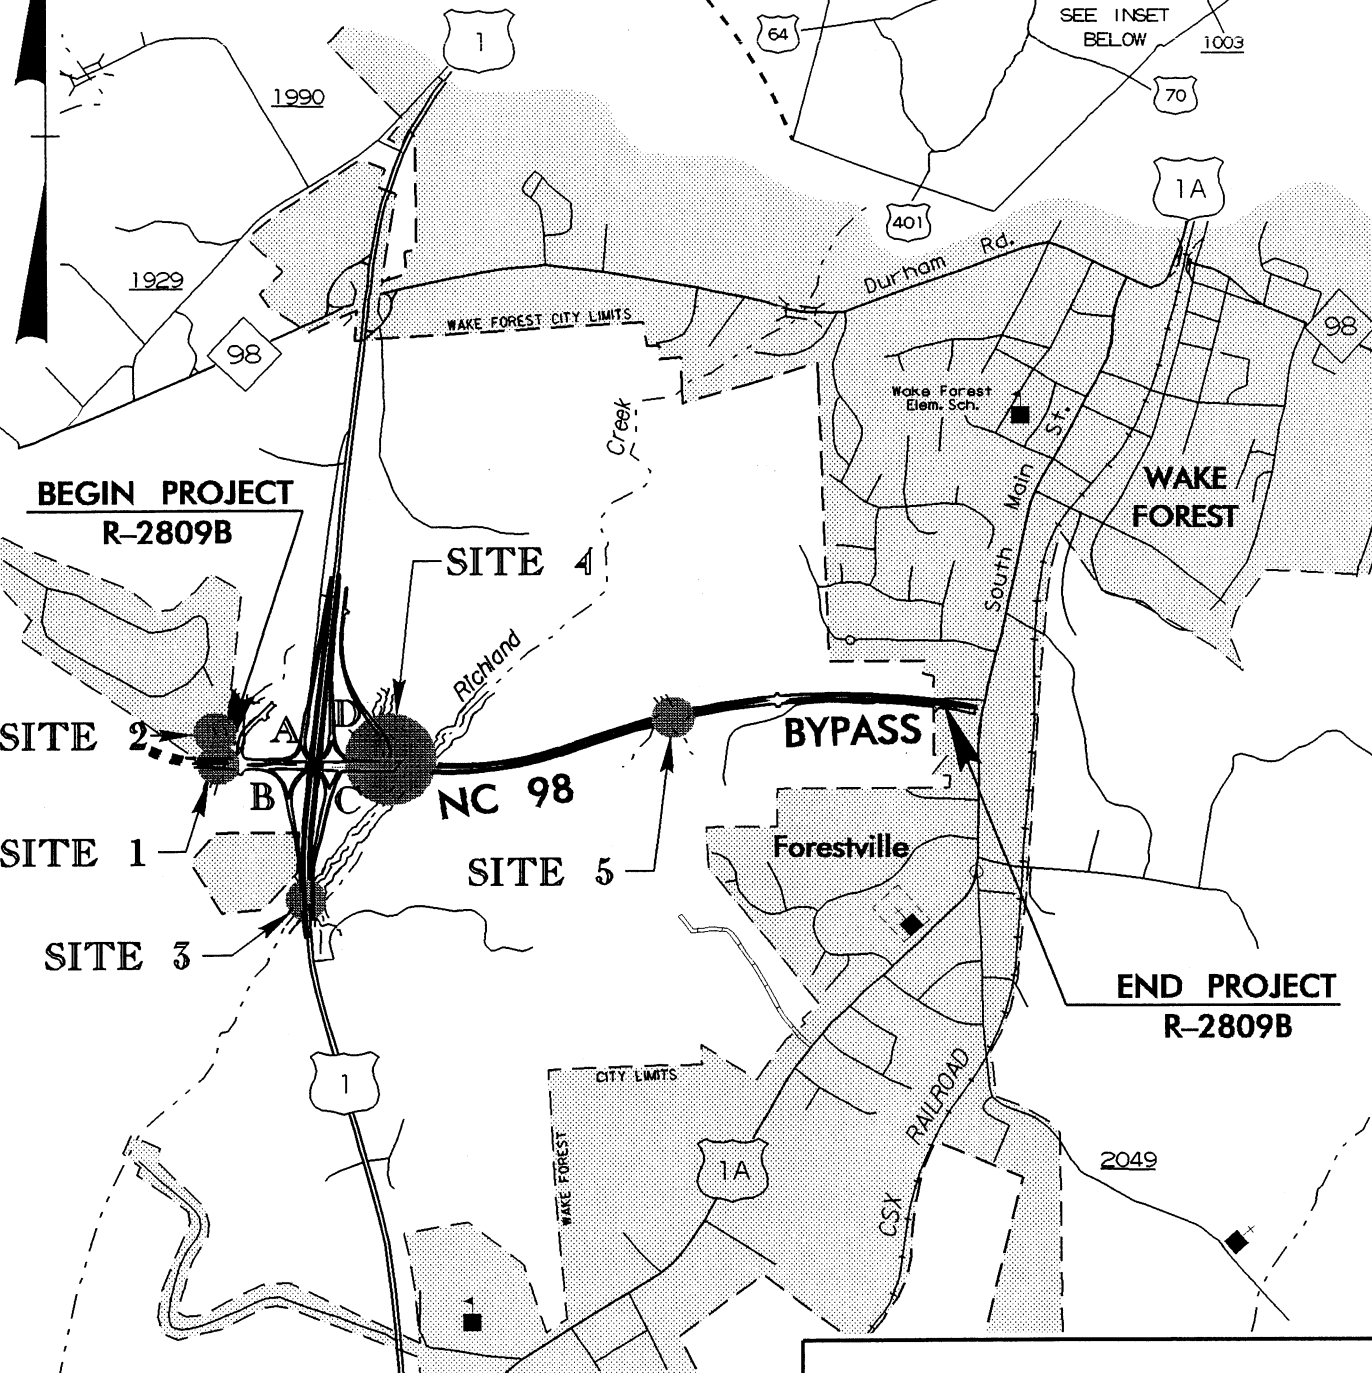 1
64
SEE INSET
BELOW
1003
70
1990
1A
401
Durham Rd.
1929
WAKE FOREST CITY LIMITS
98
98
Wake Forest
Elem. Sch.
Creek
South Main St.
WAKE
FOREST
BEGIN PROJECT
R-2809B
SITE 4
Richland
SITE 2
A
D
BYPASS
B
C
NC 98
SITE 1
Forestville
SITE 5
SITE 3
END PROJECT
R-2809B
1
CITY LIMITS
WAKE FOREST
CSX RAILROAD
1A
2049